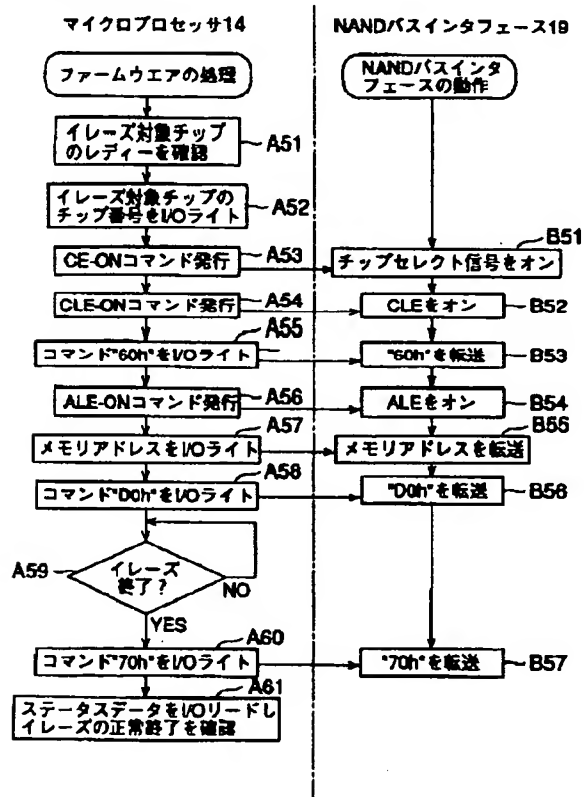 マイクロプロセッサ14
NANDバスインタフェース19
ファームウエアの処理
NANDバスインタ
フェースの動作
イレーズ対象チップ
のレディーを確認
A51
イレーズ対象チップの
チップ番号をI/Oライト
A52
CE-ONコマンド発行
A53
チップセレクト信号をオン
B51
CLE-ONコマンド発行
A54
CLEをオン
B52
コマンド"60h"をI/Oライト
A55
"60h"を転送
B53
ALE-ONコマンド発行
A56
ALEをオン
B54
メモリアドレスをI/Oライト
A57
メモリアドレスを転送
B55
コマンド"D0h"をI/Oライト
A58
"D0h"を転送
B56
A59
イレーズ
終了？
NO
YES
コマンド"70h"をI/Oライト
A60
"70h"を転送
B57
ステータスデータをI/Oリードし
イレーズの正常終了を確認
A61